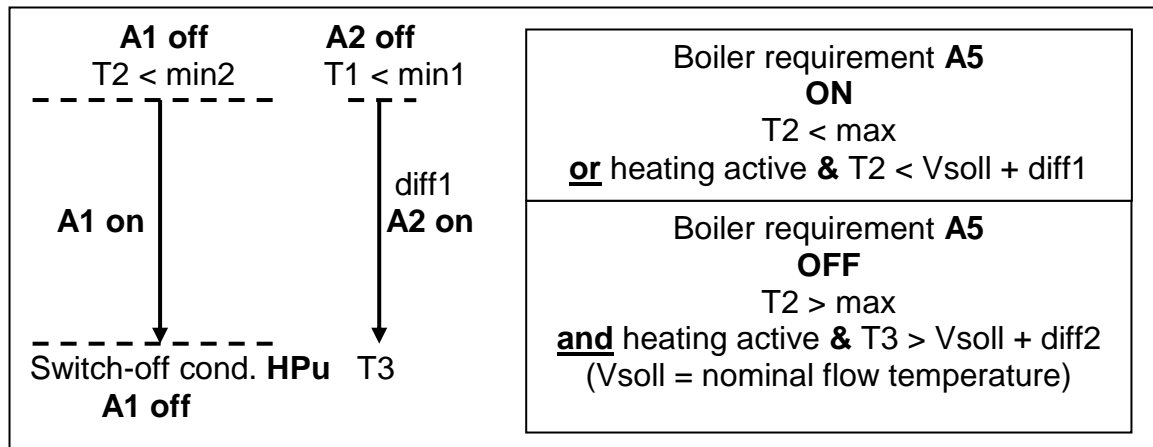 A1 off
T2 < min2
A1 on
Switch-off cond. HPu
A1 off
A2 off
T1 < min1
diff1
A2 on
T3
Boiler requirement A5
ON
T2 < max
or heating active & T2 < Vsoll + diff1
Boiler requirement A5
OFF
T2 > max
and heating active & T3 > Vsoll + diff2
(Vsoll = nominal flow temperature)